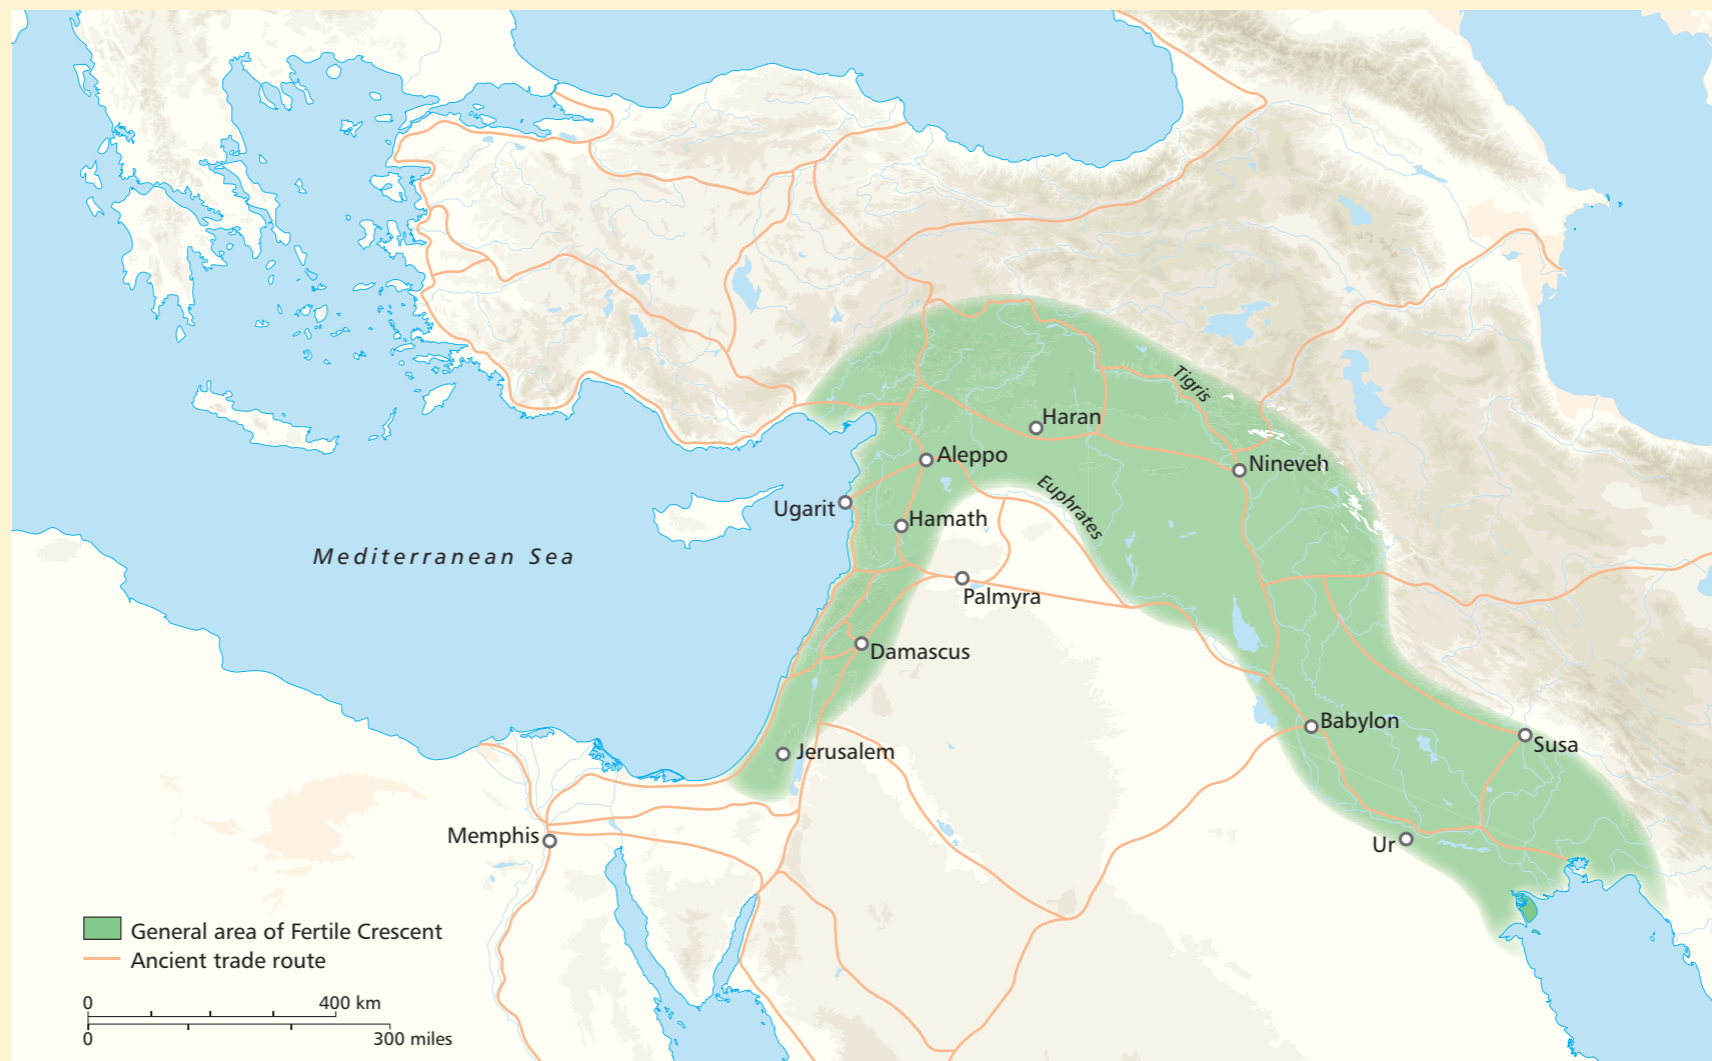 Tigris
Haran
Aleppo
Nineveh
Euphrates
Ugarit
Hamath
Mediterranean Sea
Palmyra
Damascus
Babylon
Susa
Jerusalem
Memphis
Ur
General area of Fertile Crescent
Ancient trade route
0 400 km
0 300 miles